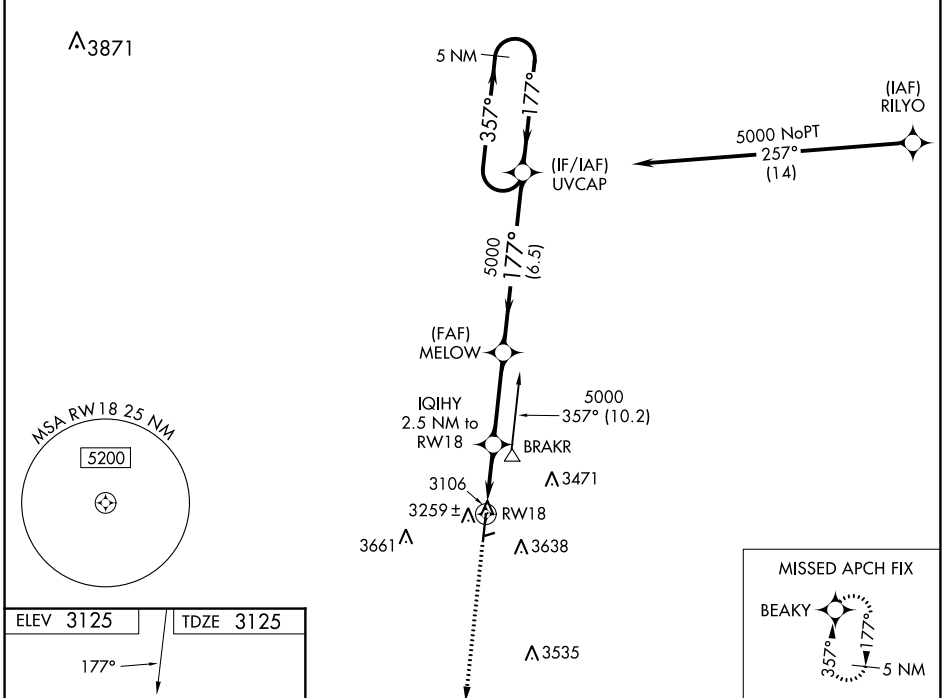 3871
5 NM
357°
177°
(IAF)
RILYO
5000 NoPT
257°
(14)
(IF/IAF)
UVCAP
5000
177°
(6.5)
(FAF)
MELOW
IQIHY
2.5 NM to
RW18
5000
357° (10.2)
BRAKR
MSA RW18 25 NM
5200
3471
3106
3259 ±
RW18
3661
3638
3535
ELEV 3125
TDZE 3125
177°
MISSED APCH FIX
BEAKY
357°
177°
5 NM